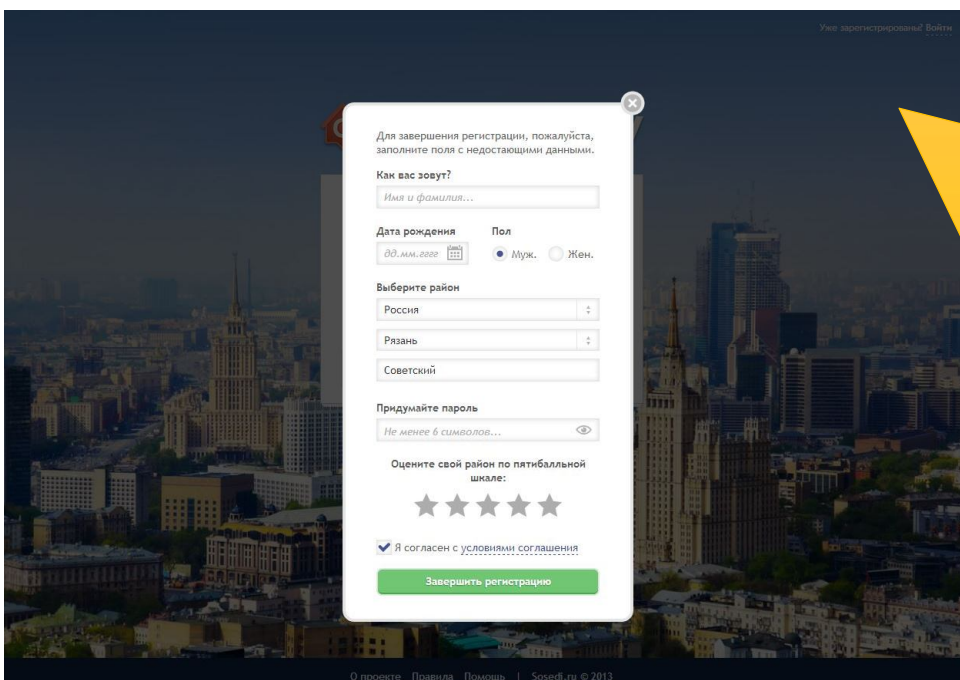 Уже зарегистрированы? Войти
Для завершения регистрации, пожалуйста,
заполните поля с недостающими данными.
Как вас зовут?
Имя и фамилия...
Дата рождения Пол
дд.мм.гггг Муж. Жен.
Выберите район
Россия
Рязань
Советский
Придумайте пароль
Не менее 6 символов...
Оцените свой район по пятибалльной
шкале:
Я согласен с условиями соглашения
Завершить регистрацию
О проекте Правила Помощь | Sosedi.ru © 2013